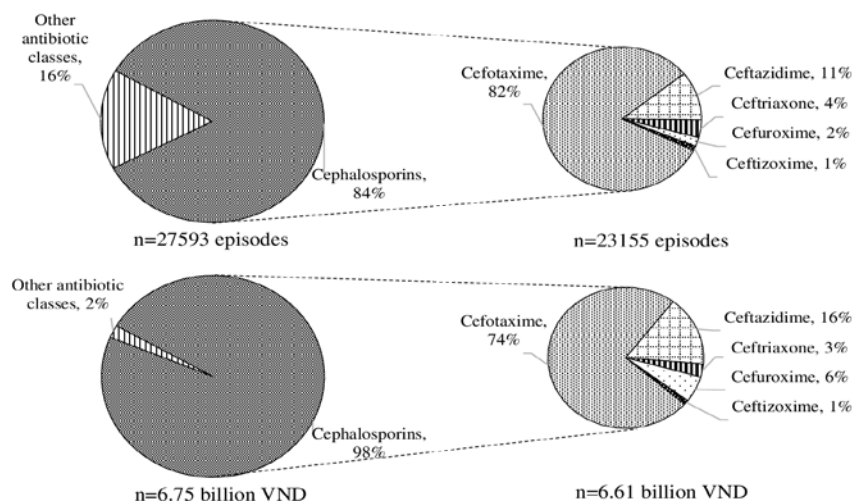 Other
antibiotic
classes,
16%
Cephalosporins,
84%
n=27593 episodes
Cefotaxime,
82%
Ceftazidime, 11%
Ceftriaxone, 4%
Cefuroxime, 2%
Ceftizoxime, 1%
n=23155 episodes
Other antibiotic
classes, 2%
Cephalosporins,
98%
n=6.75 billion VND
Cefotaxime,
74%
Ceftazidime, 16%
Ceftriaxone, 3%
Cefuroxime, 6%
Ceftizoxime, 1%
n=6.61 billion VND